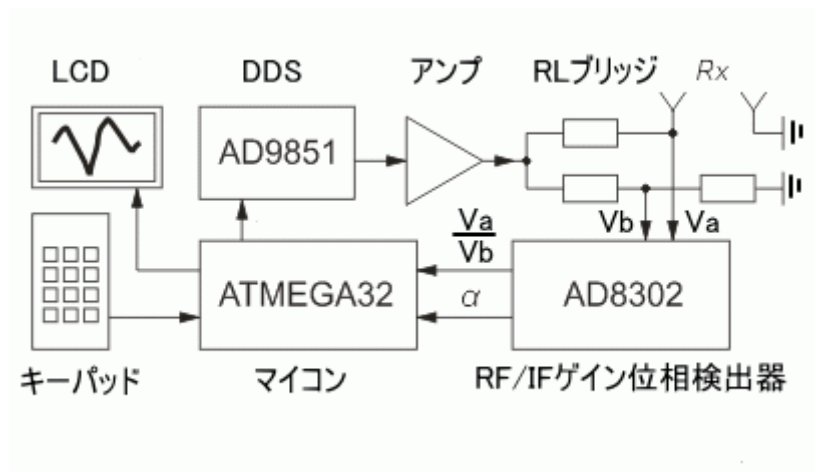 LCD
DDS
アンプ
RLブリッジ
Rx
AD9851
Vb
Va
Va
Vb
ATMEGA32
α
AD8302
キーパッド
マイコン
RF/IFゲイン位相検出器